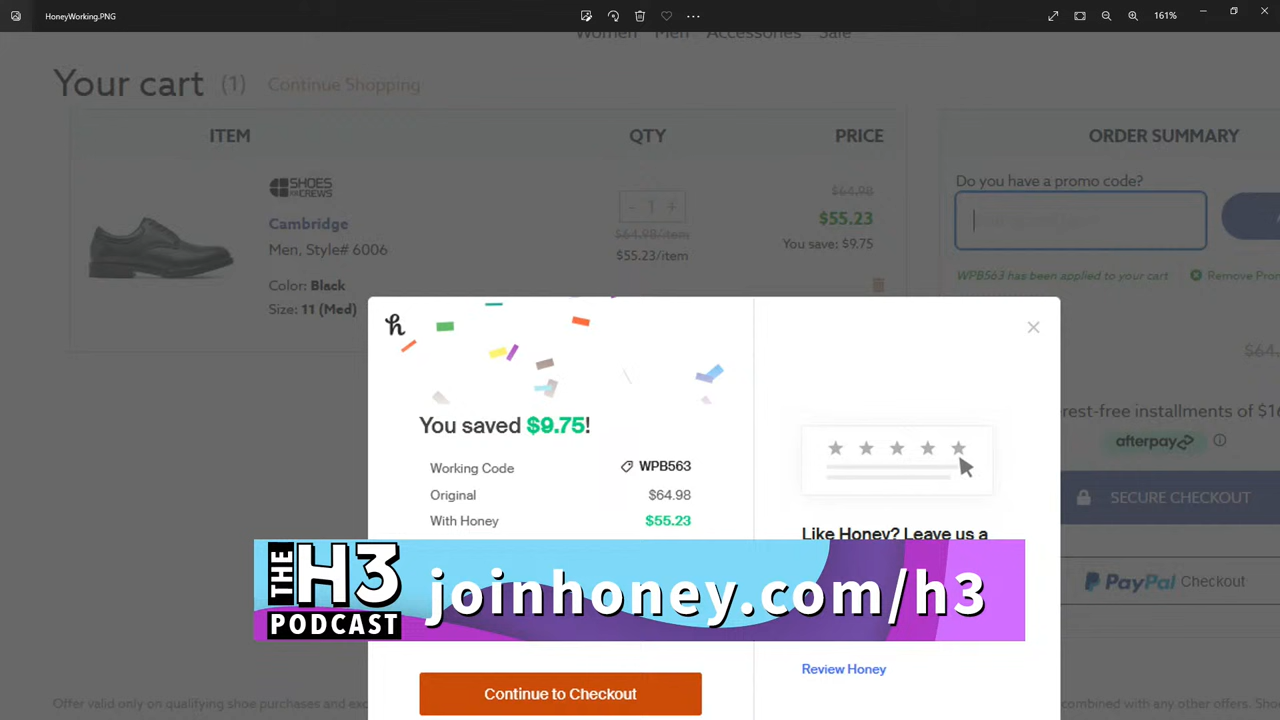 HoneyWorking.PNG
161%
Women Men Accessories Sale
Your cart (1) Continue Shopping
ITEM QTY PRICE
SHOES FOR CREWS
Cambridge
Men, Style# 6006
Color: Black
Size: 11 (Med)
- 1 +
$64.98/item
$55.23/item
$64.98
$55.23
You save: $9.75
ORDER SUMMARY
Do you have a promo code?
WPB563 has been applied to your cart Remove Pro
$64.
erest-free installments of $16
afterpay
SECURE CHECKOUT
PayPal Checkout
h
You saved $9.75!
Working Code WPB563
Original $64.98
With Honey $55.23
Continue to Checkout
Like Honey? Leave us a
Review Honey
THE H3 PODCAST
joinhoney.com/h3
Offer valid only on qualifying shoe purchases and exc
combined with any other offers. Sho